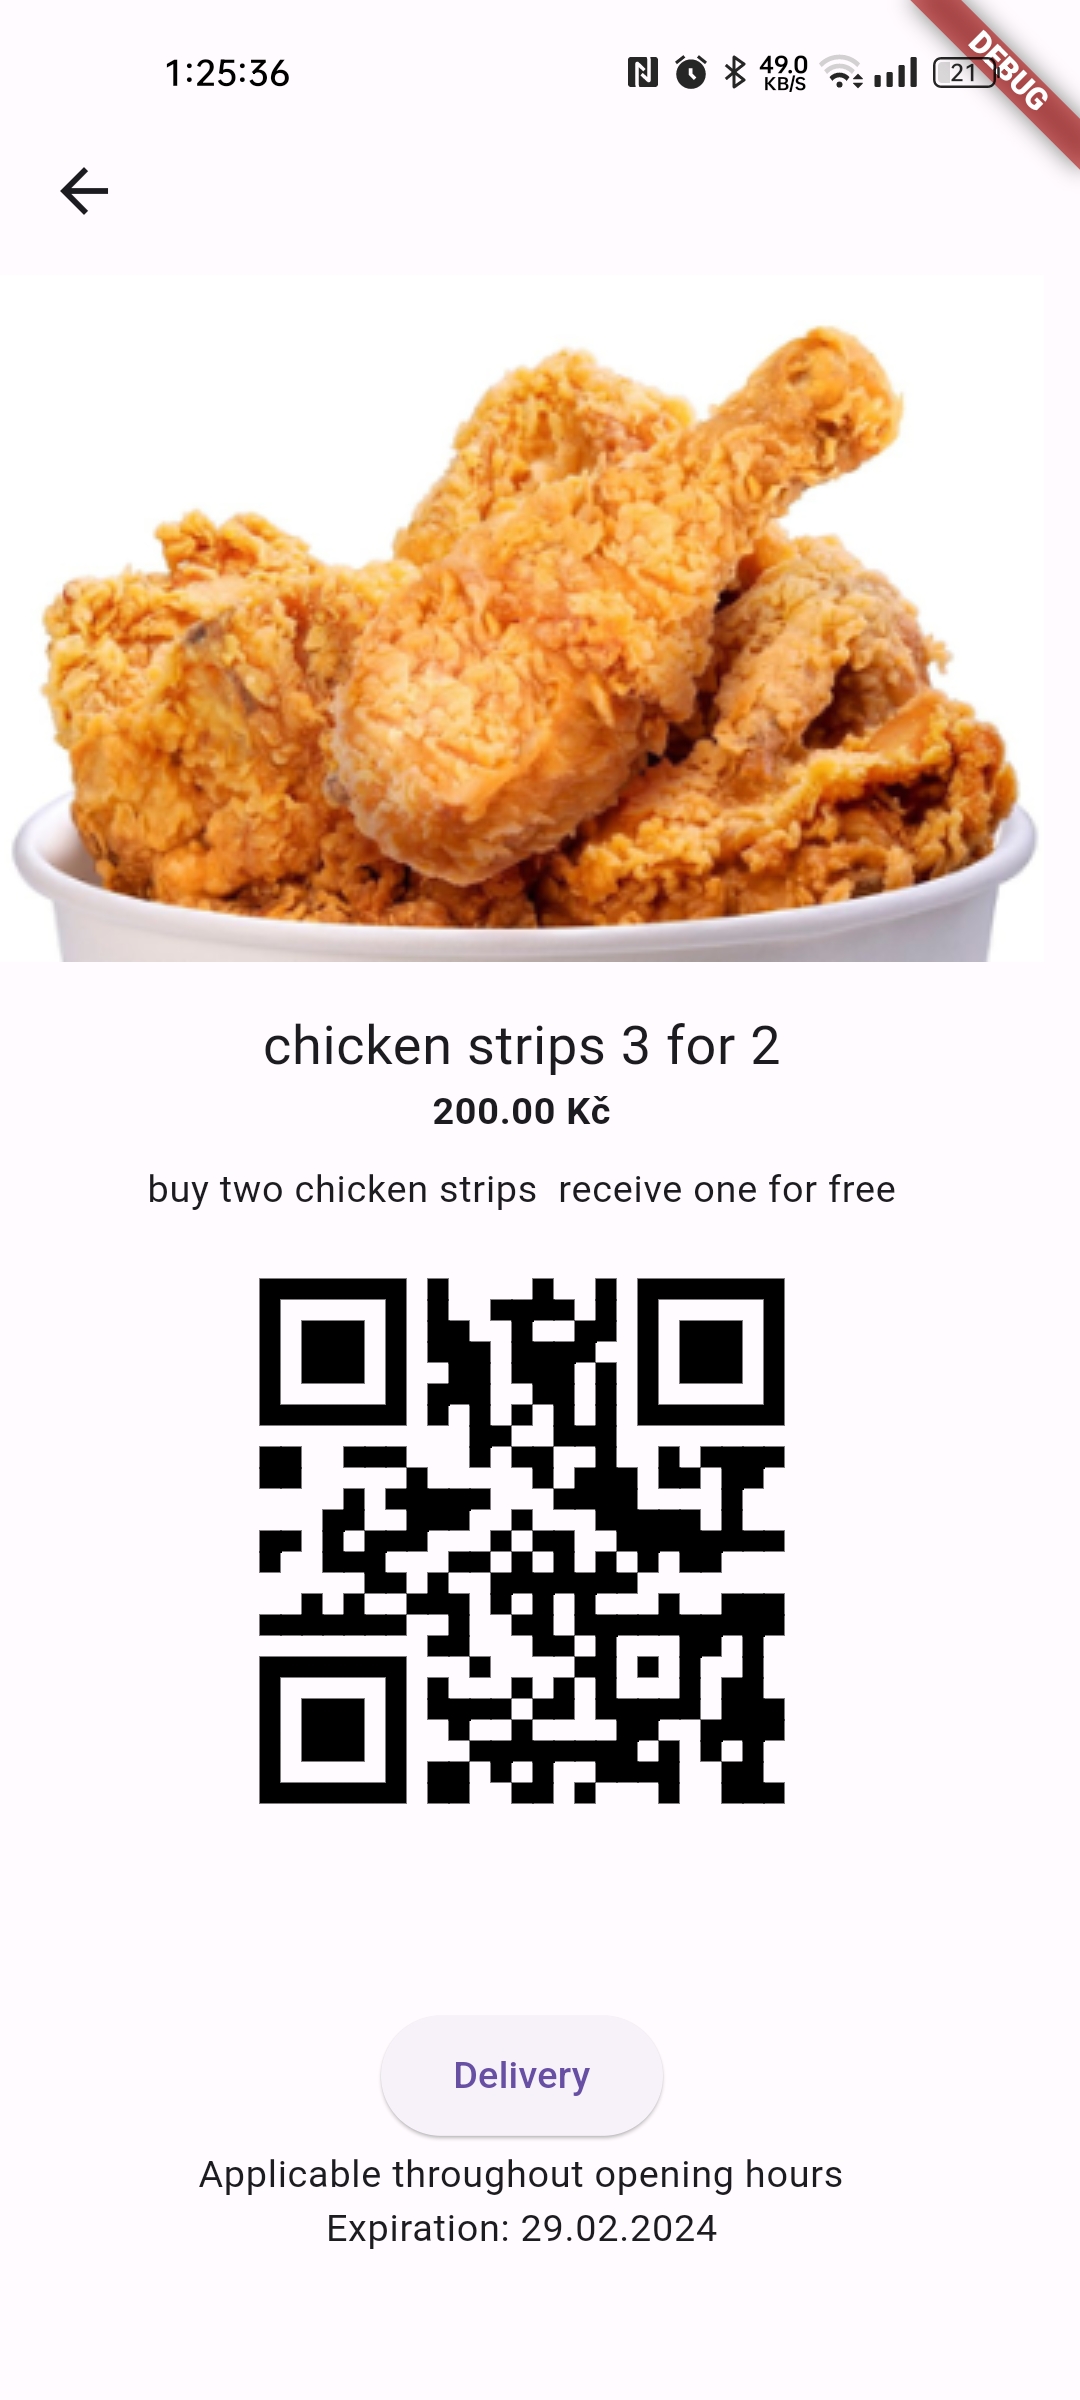 1:25:36
49.0
KB/S
21
DEBUG
chicken strips 3 for 2
200.00 Kč
buy two chicken strips  receive one for free
Delivery
Applicable throughout opening hours
Expiration: 29.02.2024